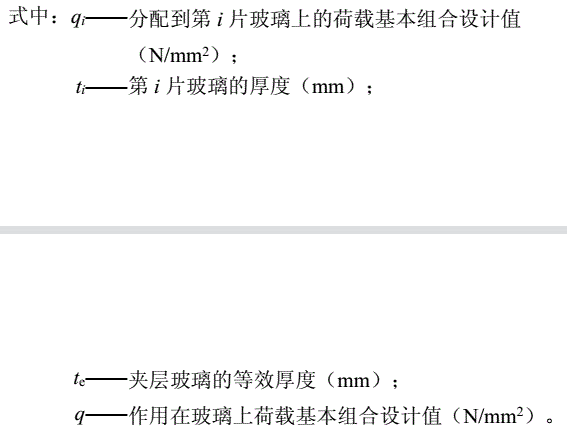 式中：qi——分配到第 i 片玻璃上的荷载基本组合设计值
（N/mm²）；
ti——第 i 片玻璃的厚度（mm）；
te——夹层玻璃的等效厚度（mm）；
q——作用在玻璃上荷载基本组合设计值（N/mm²）。